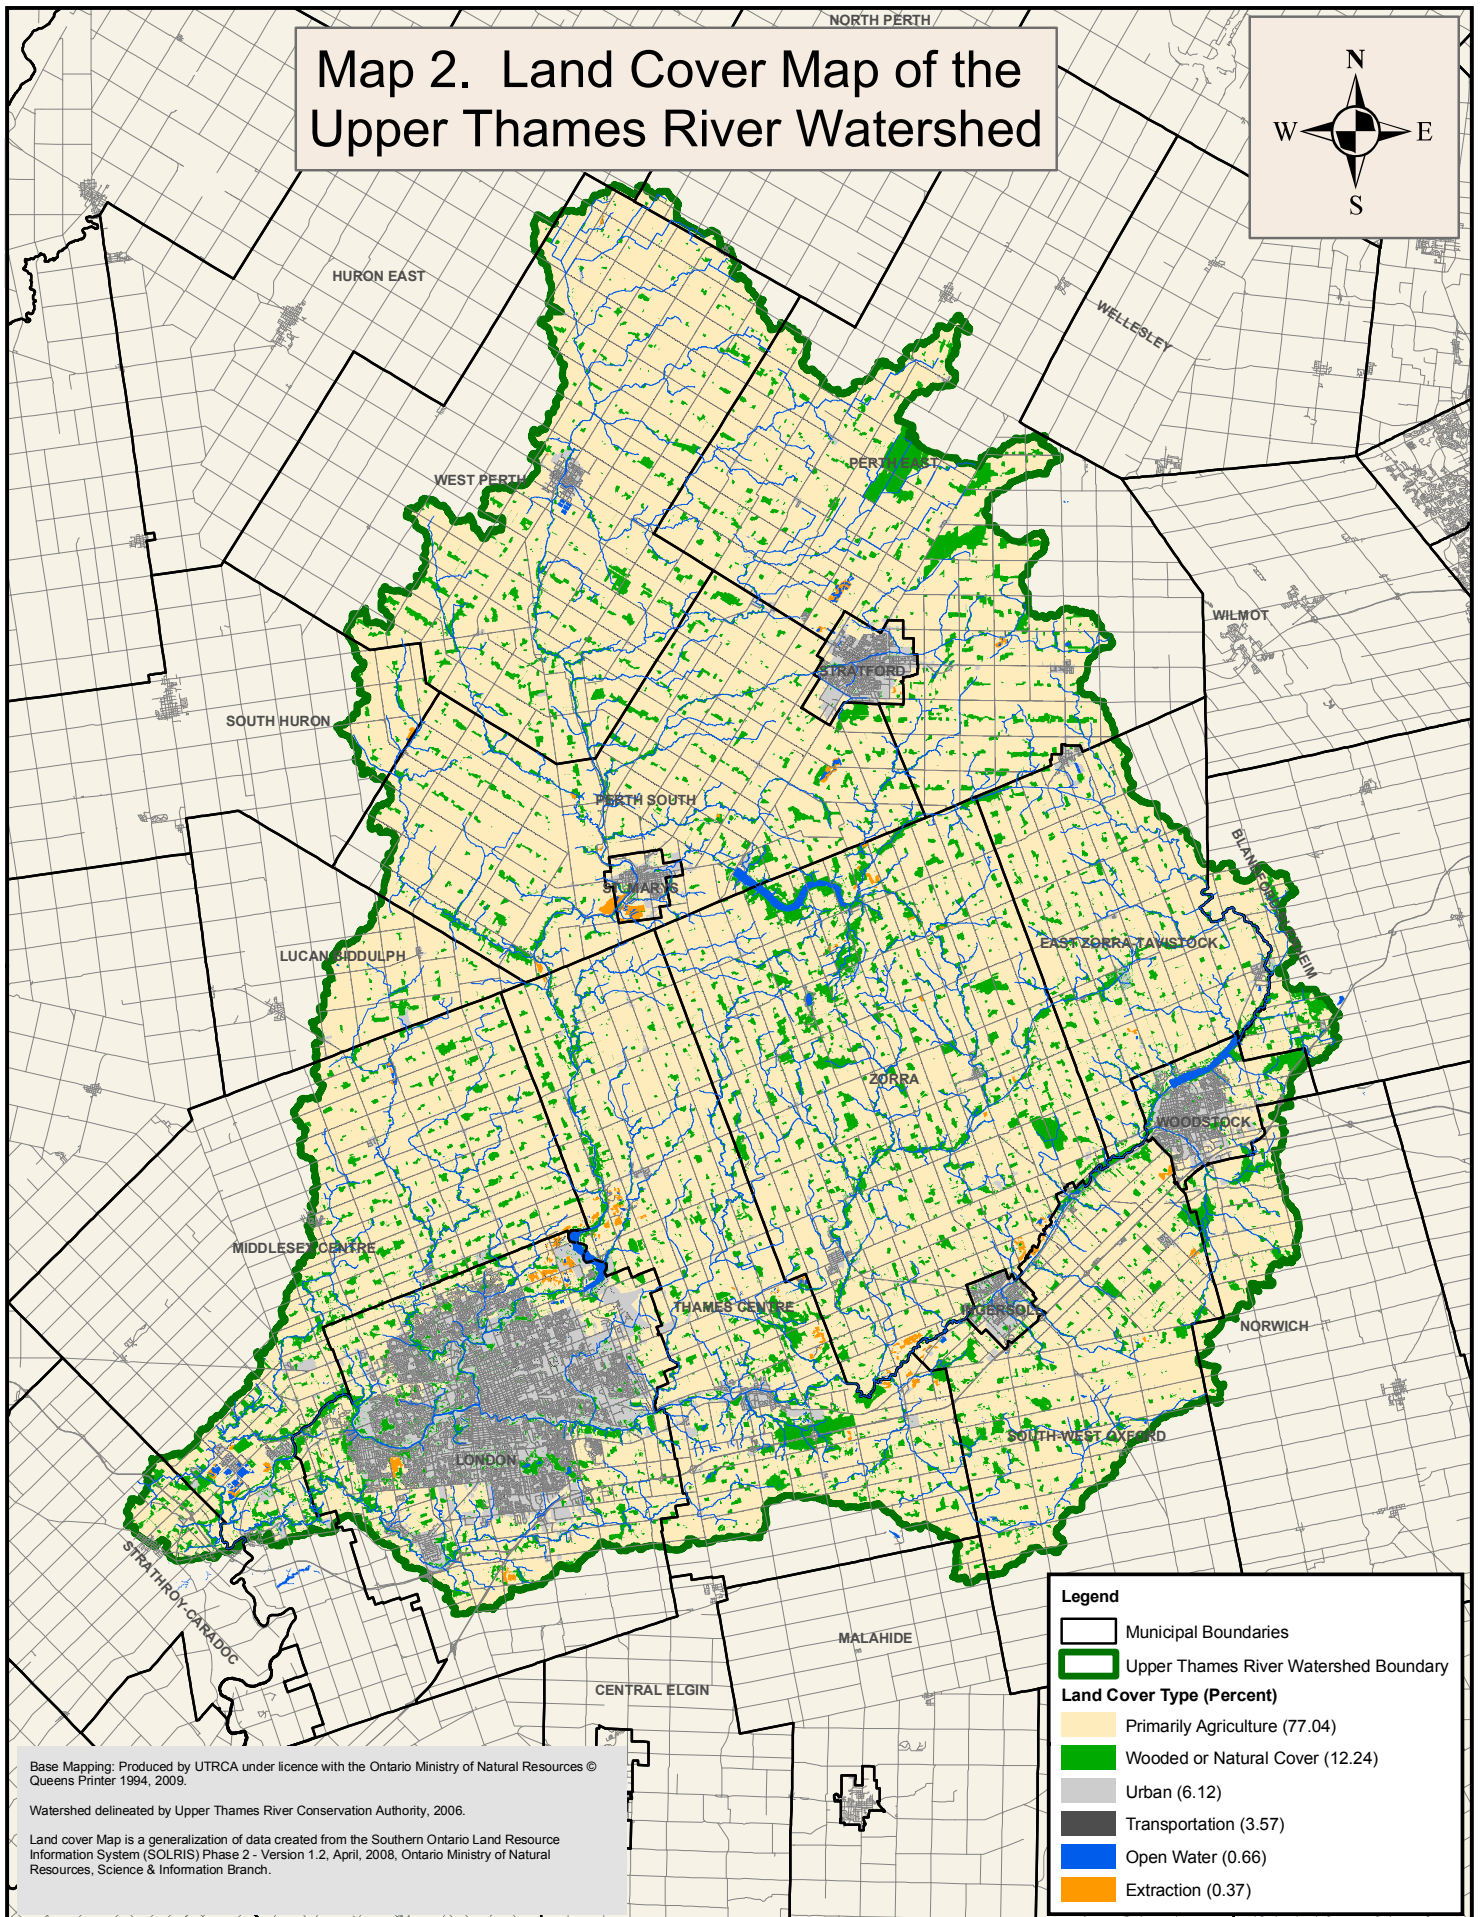 NORTH PERTH
Map 2. Land Cover Map of the
Upper Thames River Watershed
N
W
E
S
HURON EAST
WELLESLEY
PERTH EAST
WEST PERTH
WILMOT
STRATFORD
SOUTH HURON
PERTH SOUTH
ST. MARYS
BLANDFORD-BLENHEIM
EAST ZORRA-TAVISTOCK
LUCAN BIDDULPH
ZORRA
WOODSTOCK
MIDDLESEX CENTRE
THAMES CENTRE
INGERSOLL
NORWICH
SOUTH-WEST OXFORD
LONDON
STRATHROY-CARADOC
MALAHIDE
CENTRAL ELGIN
Legend
Municipal Boundaries
Upper Thames River Watershed Boundary
Land Cover Type (Percent)
Primarily Agriculture (77.04)
Wooded or Natural Cover (12.24)
Urban (6.12)
Transportation (3.57)
Open Water (0.66)
Extraction (0.37)
Base Mapping: Produced by UTRCA under licence with the Ontario Ministry of Natural Resources ©
Queens Printer 1994, 2009.
Watershed delineated by Upper Thames River Conservation Authority, 2006.
Land cover Map is a generalization of data created from the Southern Ontario Land Resource
Information System (SOLRIS) Phase 2 - Version 1.2, April, 2008, Ontario Ministry of Natural
Resources, Science & Information Branch.